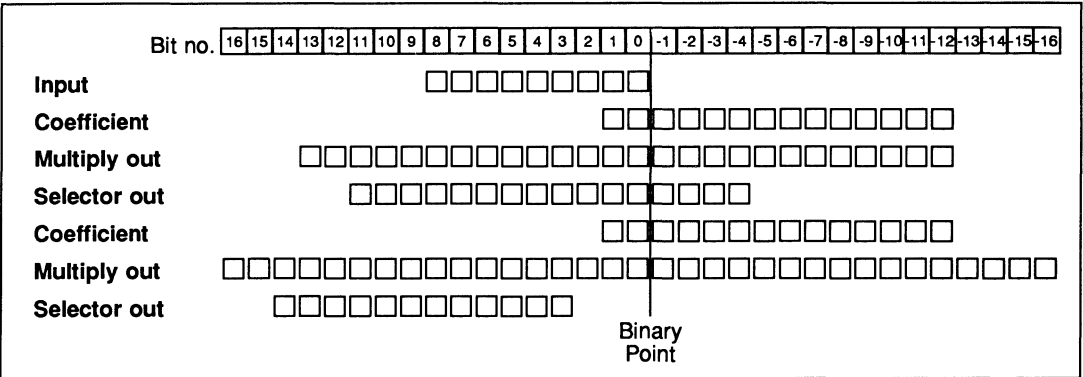 Bit no. 16 15 14 13 12 11 10 9 8 7 6 5 4 3 2 1 0 -1 -2 -3 -4 -5 -6 -7 -8 -9 -10 -11 -12 -13 -14 -15 -16
Input
Coefficient
Multiply out
Selector out
Coefficient
Multiply out
Selector out
Binary
Point